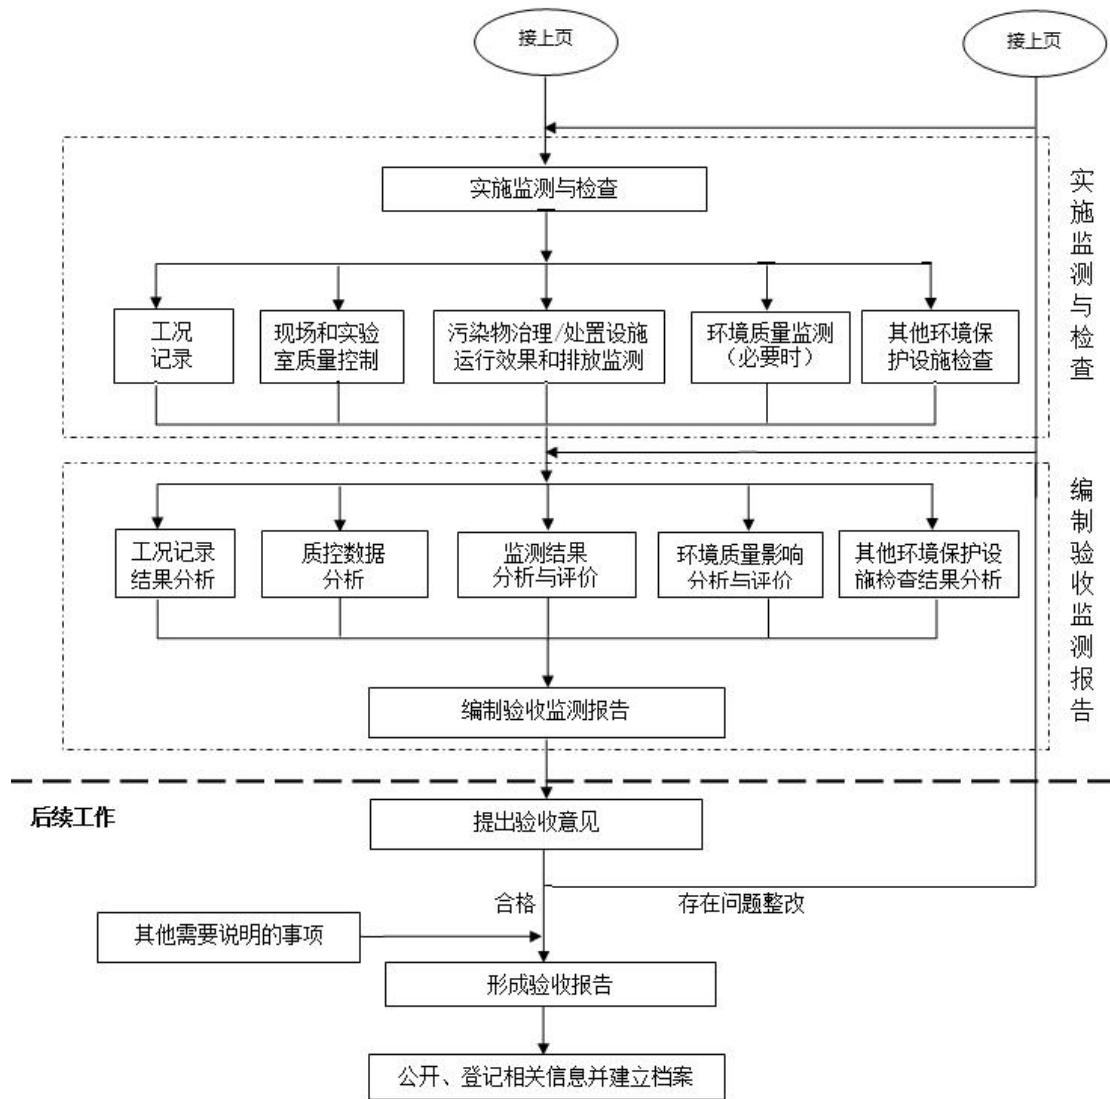 接上页
接上页
实施监测与检查
实施监测与检查
工况
记录
现场和实验
室质量控制
污染物治理/处置设施
运行效果和排放监测
环境质量监测
（必要时）
其他环境保
护设施检查
工况记录
结果分析
质控数据
分析
监测结果
分析与评价
环境质量影响
分析与评价
其他环境保护设
施检查结果分析
编制验收监测报告
编制验收监测报告
后续工作
提出验收意见
合格
存在问题整改
其他需要说明的事项
形成验收报告
公开、登记相关信息并建立档案